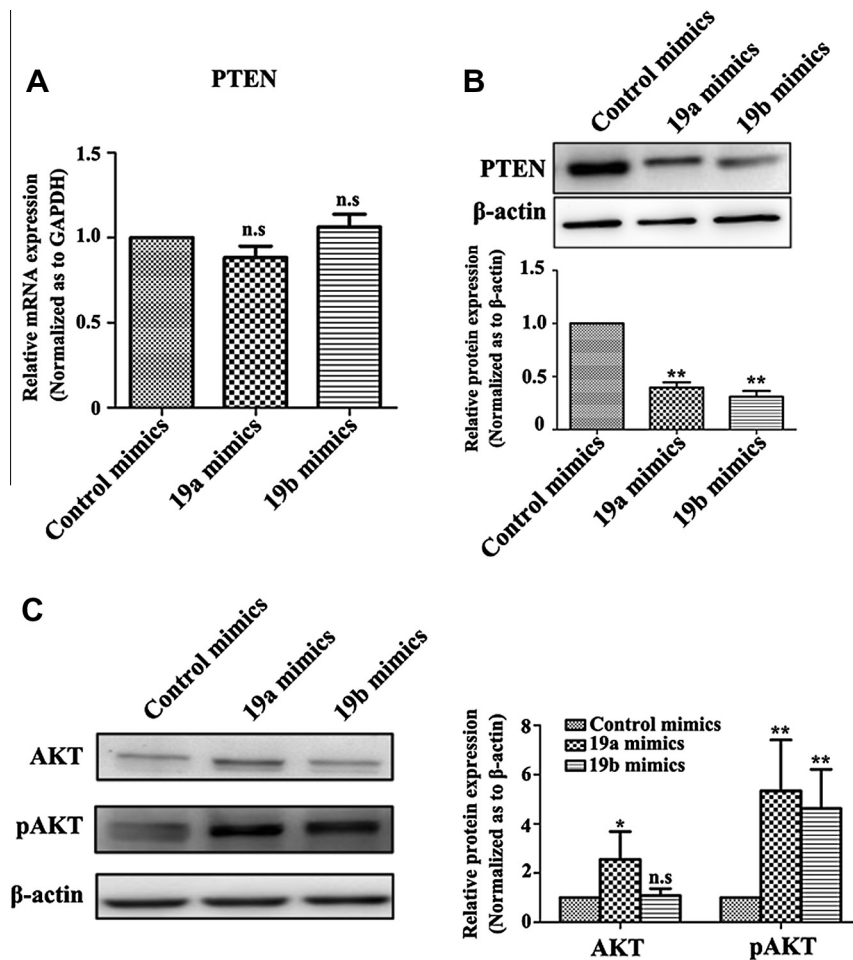 A
PTEN
Relative mRNA expression
(Normalized as to GAPDH)
1.5
1.0
0.5
0
n.s
n.s
Control mimics
19a mimics
19b mimics
B
Control mimics
19a mimics
19b mimics
PTEN
β-actin
Relative protein expression
(Normalized as to β-actin)
1.5
1.0
0.5
0
**
**
Control mimics
19a mimics
19b mimics
C
Control mimics
19a mimics
19b mimics
AKT
pAKT
β-actin
Relative protein expression
(Normalized as to β-actin)
8
6
4
2
0
Control mimics
19a mimics
19b mimics
*
n.s
**
**
AKT
pAKT